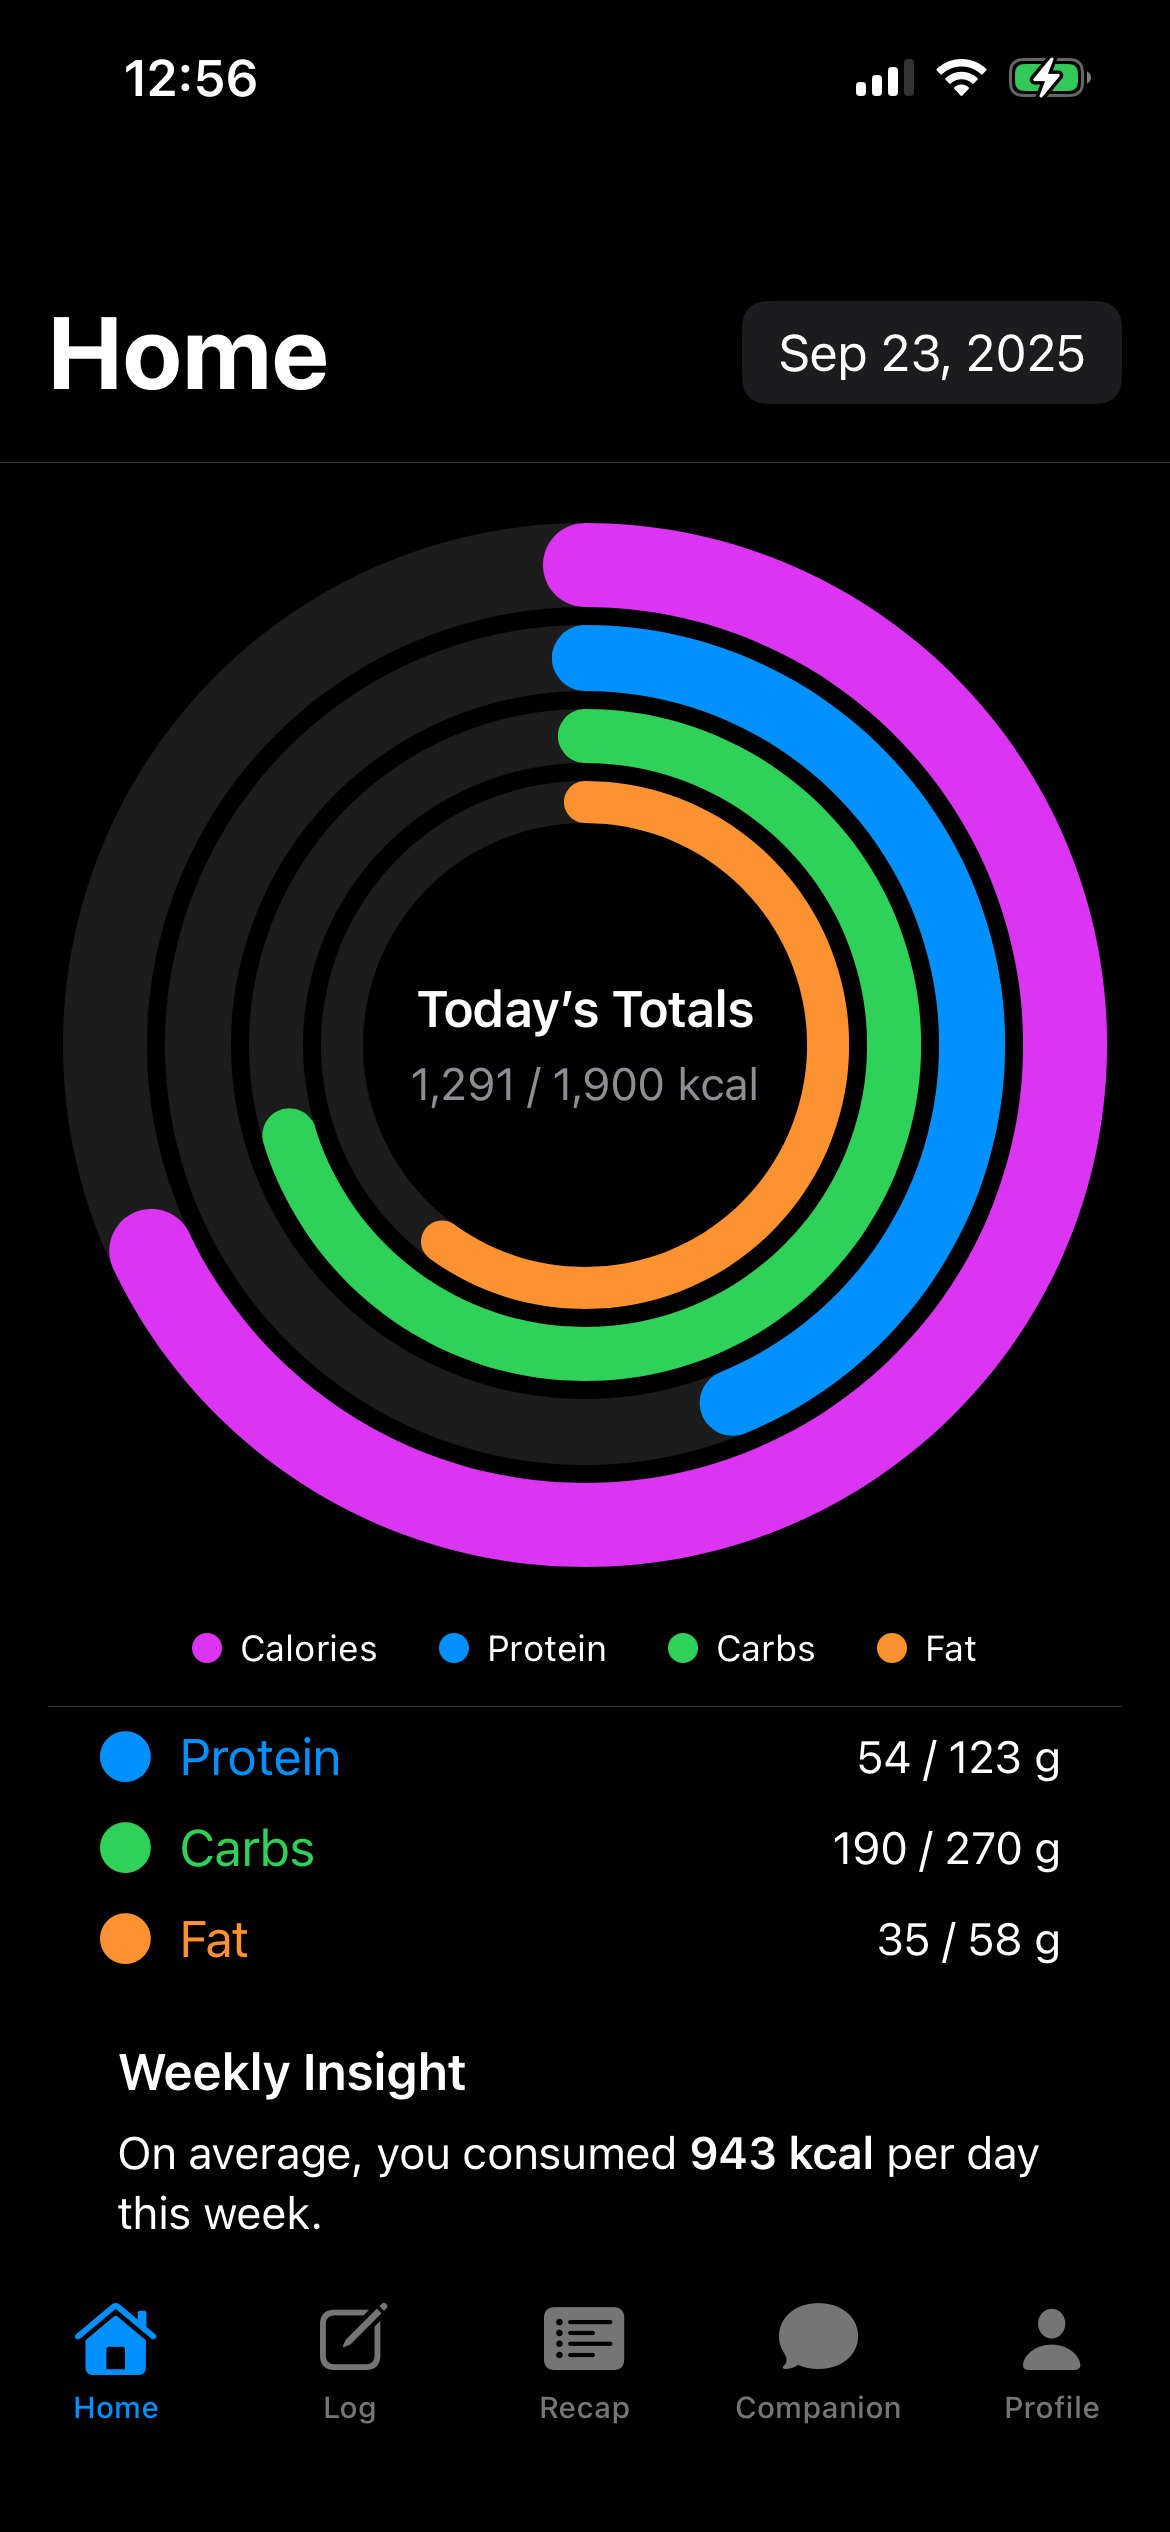 12:56
Home
Sep 23, 2025
Today’s Totals
1,291 / 1,900 kcal
Calories
Protein
Carbs
Fat
Protein
54 / 123 g
Carbs
190 / 270 g
Fat
35 / 58 g
Weekly Insight
On average, you consumed 943 kcal per day
this week.
Home
Log
Recap
Companion
Profile